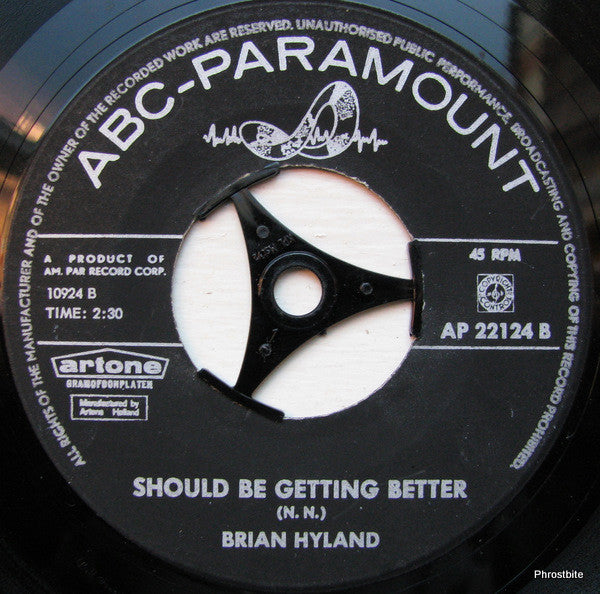 ALL RIGHTS OF THE MANUFACTURER AND OF THE OWNER OF THE RECORDED WORK ARE RESERVED, UNAUTHORISED PUBLIC PERFORMANCE, BROADCASTING AND COPYING OF THIS RECORD PROHIBITED.
ABC-PARAMOUNT
A PRODUCT OF
AM. PAR RECORD CORP.
10924 B
TIME: 2:30
45 RPM
COPYRIGHT
CONTROL
AP 22124 B
artone
GRAMOFOONPLATEN
Manufactured by
Artone Holland
SHOULD BE GETTING BETTER
(N. N.)
BRIAN HYLAND
Phrostbite